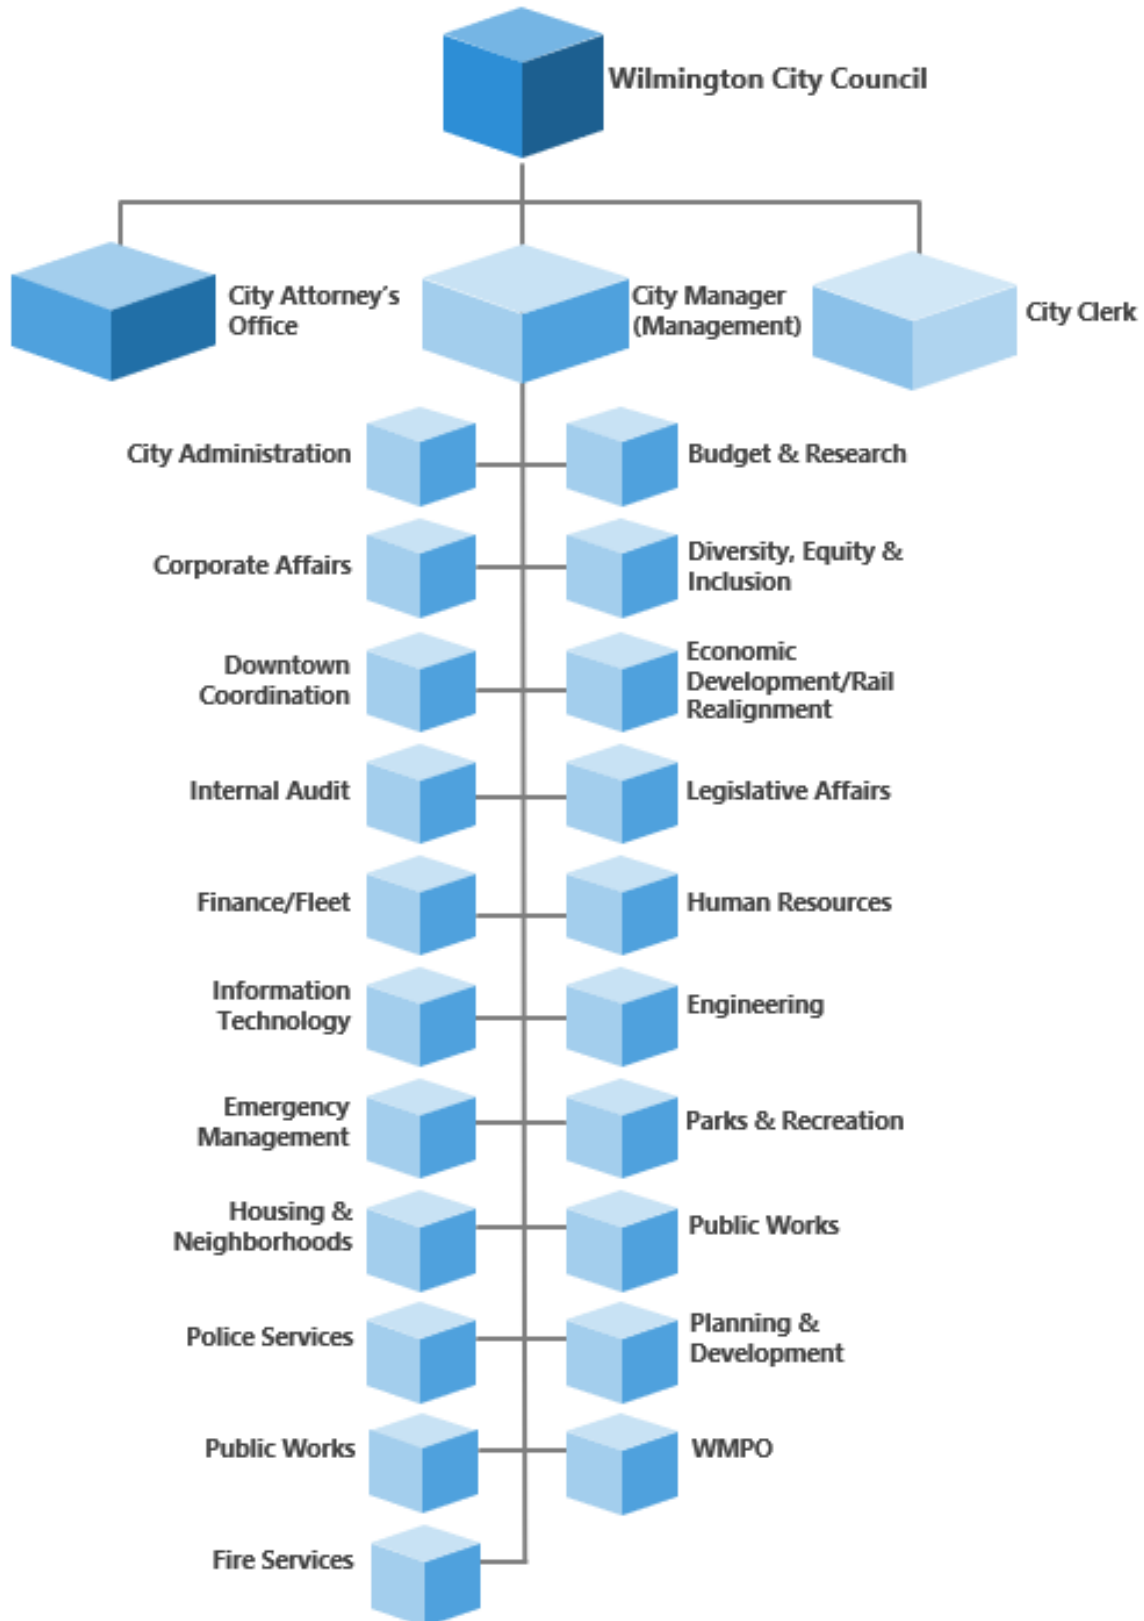 Wilmington City Council
City Attorney's
Office
City Manager
(Management)
City Clerk
City Administration
Budget & Research
Corporate Affairs
Diversity, Equity &
Inclusion
Downtown
Coordination
Economic
Development/Rail
Realignment
Internal Audit
Legislative Affairs
Finance/Fleet
Human Resources
Information
Technology
Engineering
Emergency
Management
Parks & Recreation
Housing &
Neighborhoods
Public Works
Police Services
Planning &
Development
Public Works
WMPO
Fire Services